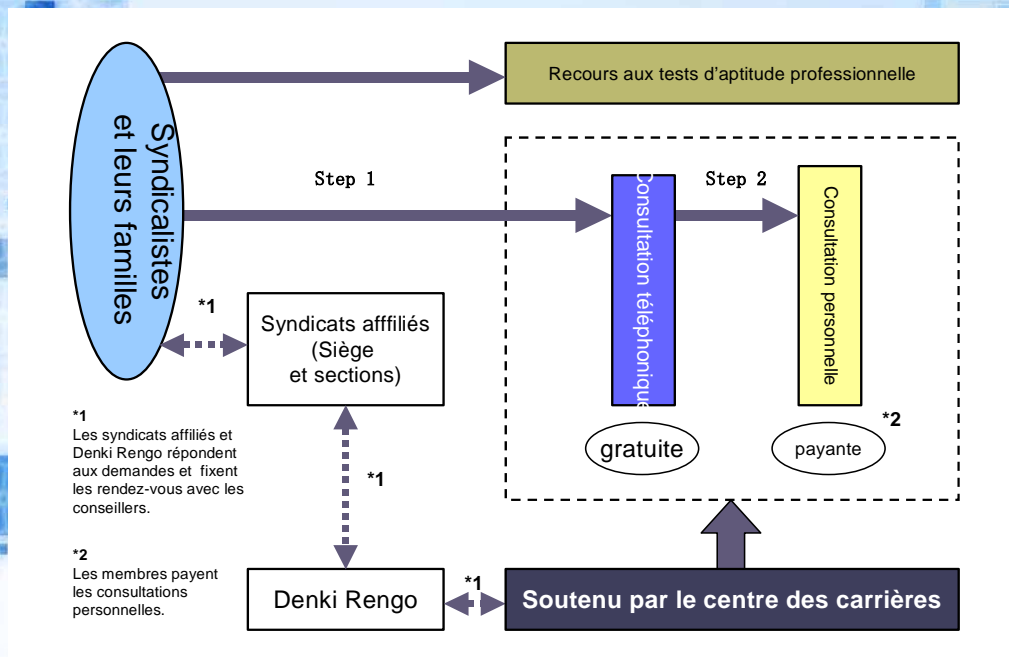 Recours aux tests d'aptitude professionnelle
Syndicalistes
et leurs familles
Step 1
Consultation téléphonique
Step 2
Consultation personnelle
*1
Syndicats afffiliés
(Siège
et sections)
gratuite
payante
*2
*1
Les syndicats affiliés et
Denki Rengo répondent
aux demandes et fixent
les rendez-vous avec les
conseillers.
*1
*2
Les membres payent
les consultations
personnelles.
Denki Rengo
*1
Soutenu par le centre des carrières